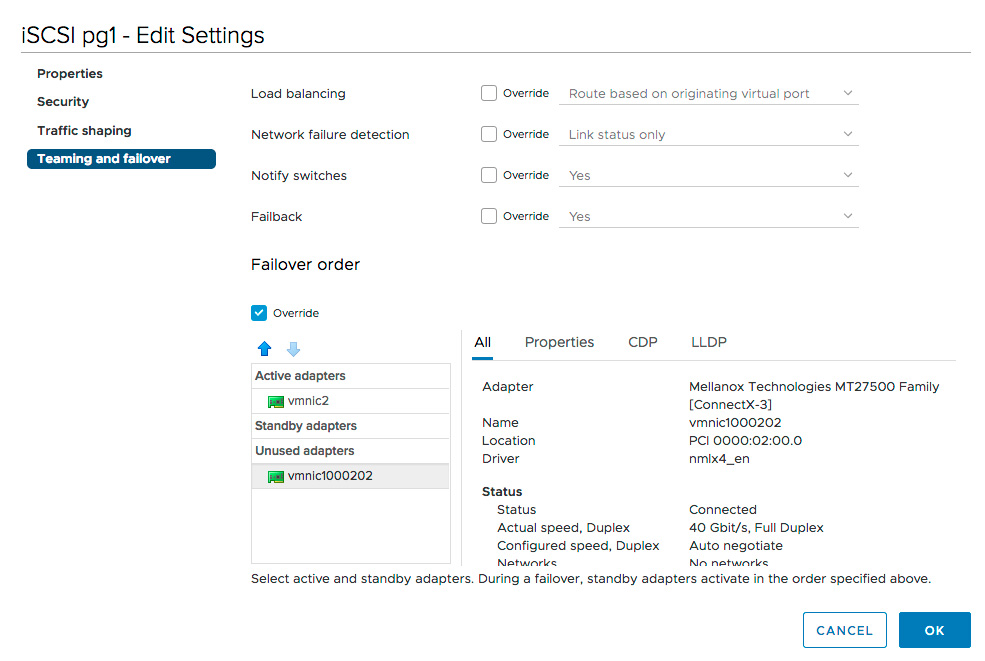 iSCSI pg1 - Edit Settings
Properties
Security
Traffic shaping
Teaming and failover
Load balancing Override Route based on originating virtual port
Network failure detection Override Link status only
Notify switches Override Yes
Failback Override Yes
Failover order
Override
Active adapters
vmnic2
Standby adapters
Unused adapters
vmnic1000202
All Properties CDP LLDP
Adapter Mellanox Technologies MT27500 Family
[ConnectX-3]
Name vmnic1000202
Location PCI 0000:02:00.0
Driver nmlx4_en
Status
Status Connected
Actual speed, Duplex 40 Gbit/s, Full Duplex
Configured speed, Duplex Auto negotiate
Networks No networks
Select active and standby adapters. During a failover, standby adapters activate in the order specified above.
CANCEL OK